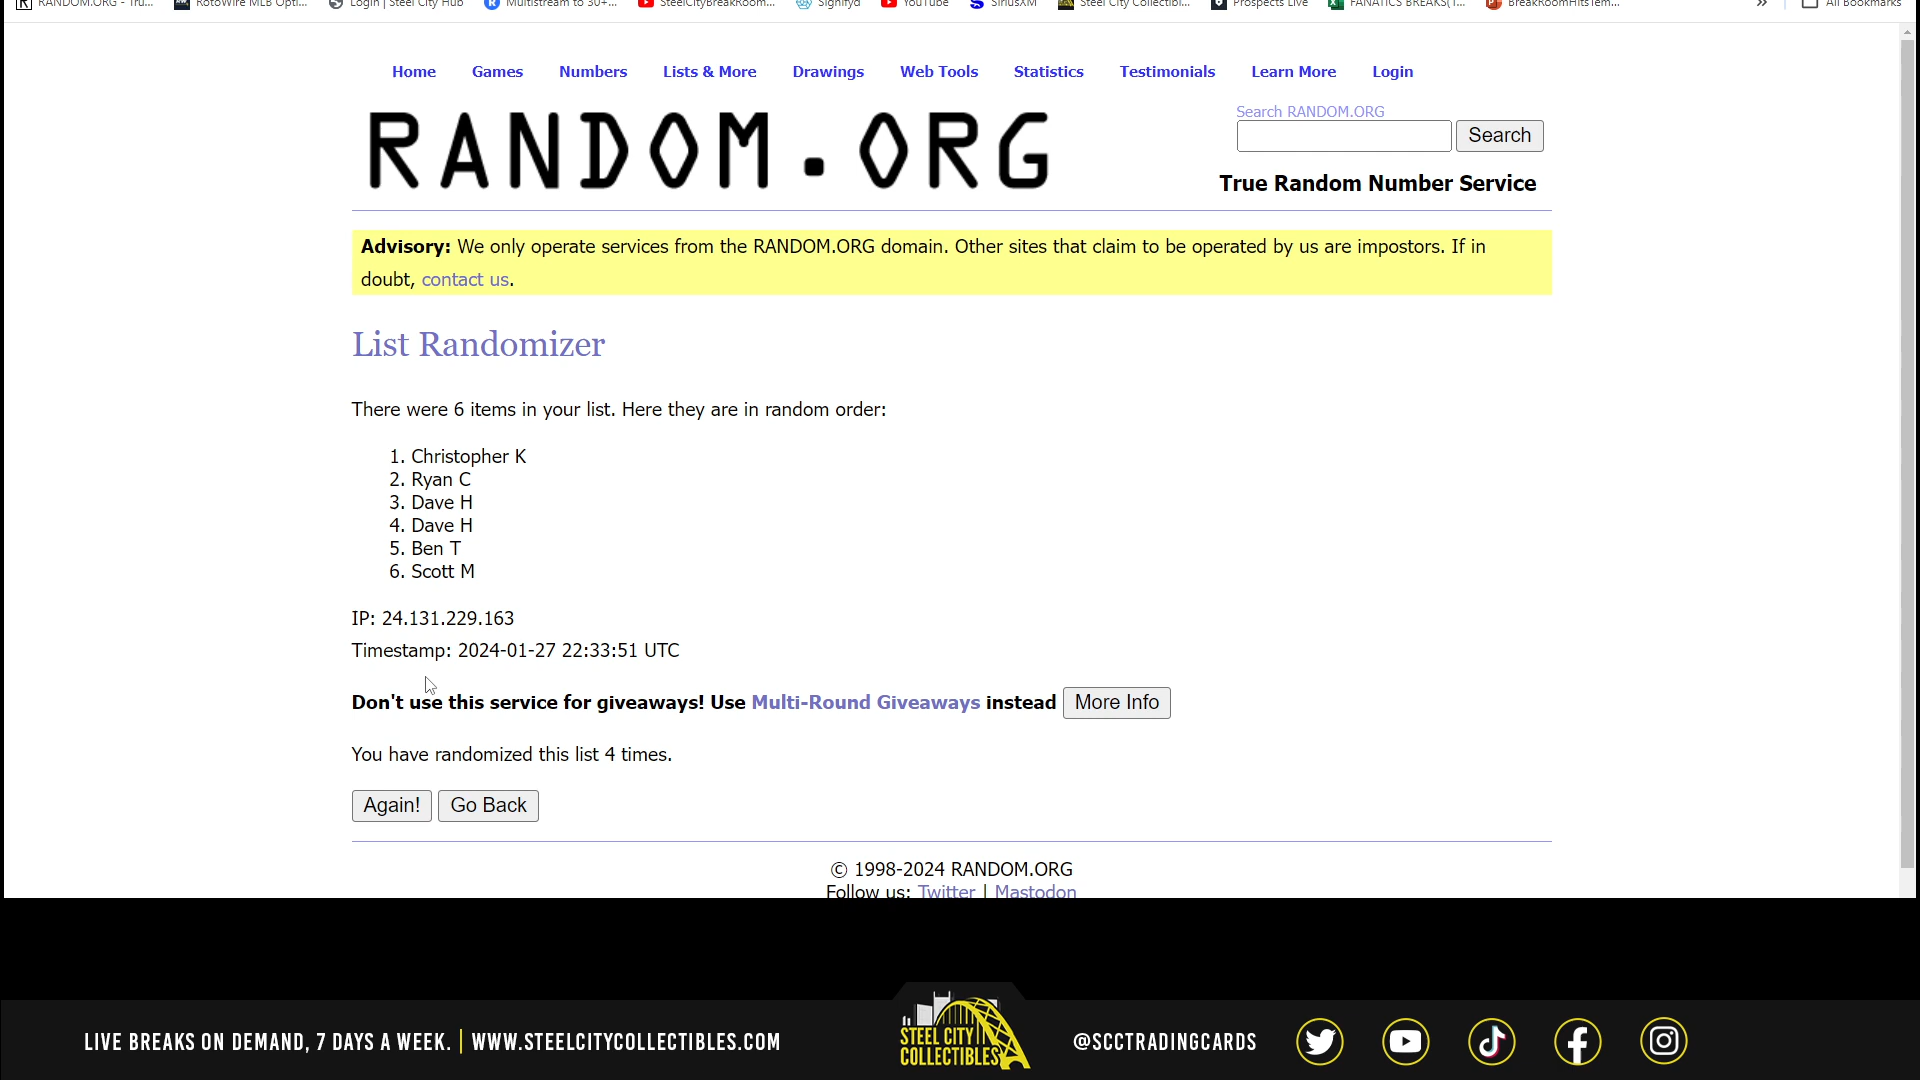 RANDOM.ORG - Tru... RotoWire MLB Opti... Login | Steel City Hub Multistream to 30+... SteelCityBreakRoom... Signifyd YouTube SiriusXM Steel City Collectibl... Prospects Live FANATICS BREAKS(1... BreakRoomHitsTem... » All Bookmarks
Home Games Numbers Lists & More Drawings Web Tools Statistics Testimonials Learn More Login
Search RANDOM.ORG
RANDOM.ORG
Search
True Random Number Service
Advisory: We only operate services from the RANDOM.ORG domain. Other sites that claim to be operated by us are impostors. If in
doubt, contact us.
List Randomizer
There were 6 items in your list. Here they are in random order:
1. Christopher K
2. Ryan C
3. Dave H
4. Dave H
5. Ben T
6. Scott M
IP: 24.131.229.163
Timestamp: 2024-01-27 22:33:51 UTC
Don't use this service for giveaways! Use Multi-Round Giveaways instead More Info
You have randomized this list 4 times.
Again! Go Back
© 1998-2024 RANDOM.ORG
Follow us: Twitter | Mastodon
LIVE BREAKS ON DEMAND, 7 DAYS A WEEK. | WWW.STEELCITYCOLLECTIBLES.COM
STEEL CITY
COLLECTIBLES
@SCCTRADINGCARDS